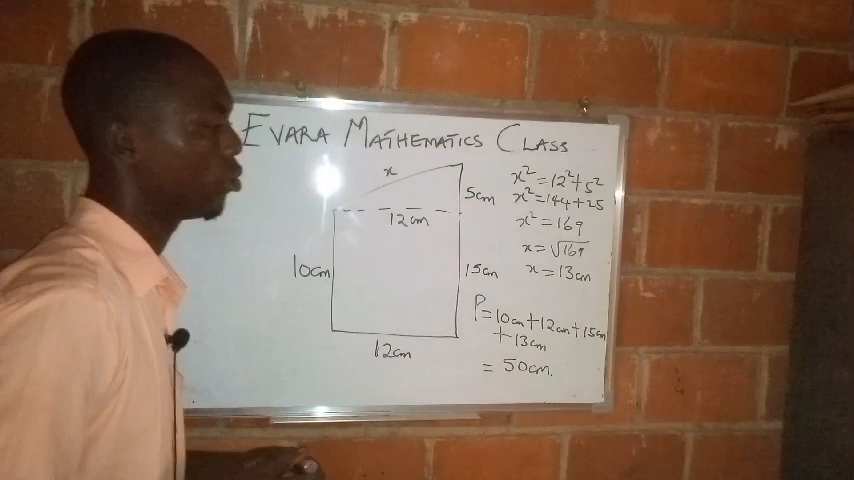 EVARA MATHEMATICS CLASS
x
5cm
12cm
10cm
15cm
12cm
x² = 12² + 5²
x² = 144 + 25
x² = 169
x = √169
x = 13cm
P = 10cm + 12cm + 15cm
+ 13cm
= 50cm.